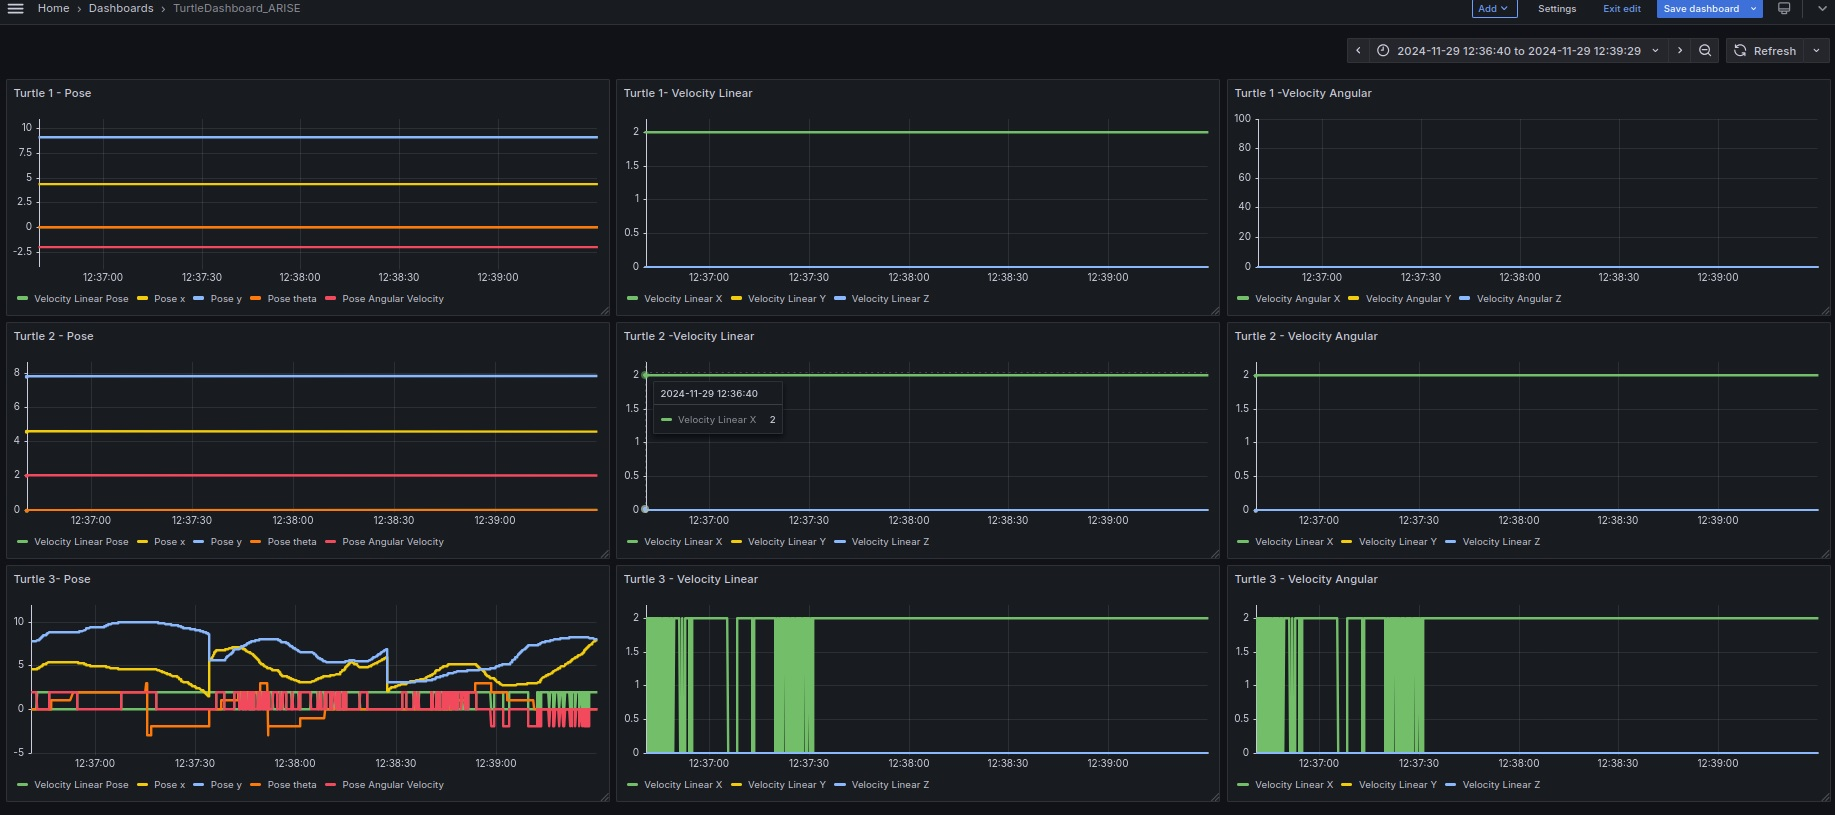 Home › Dashboards › TurtleDashboard_ARISE
Add Settings Exit edit Save dashboard
2024-11-29 12:36:40 to 2024-11-29 12:39:29 Refresh
Turtle 1 - Pose
10
7.5
5
2.5
0
-2.5
12:37:00 12:37:30 12:38:00 12:38:30 12:39:00
Velocity Linear Pose Pose x Pose y Pose theta Pose Angular Velocity
Turtle 1- Velocity Linear
2
1.5
1
0.5
0
12:37:00 12:37:30 12:38:00 12:38:30 12:39:00
Velocity Linear X Velocity Linear Y Velocity Linear Z
Turtle 1 -Velocity Angular
100
80
60
40
20
0
12:37:00 12:37:30 12:38:00 12:38:30 12:39:00
Velocity Angular X Velocity Angular Y Velocity Angular Z
Turtle 2 - Pose
8
6
4
2
0
12:37:00 12:37:30 12:38:00 12:38:30 12:39:00
Velocity Linear Pose Pose x Pose y Pose theta Pose Angular Velocity
Turtle 2 -Velocity Linear
2
1.5
1
0.5
0
2024-11-29 12:36:40
Velocity Linear X 2
12:37:00 12:37:30 12:38:00 12:38:30 12:39:00
Velocity Linear X Velocity Linear Y Velocity Linear Z
Turtle 2 - Velocity Angular
2
1.5
1
0.5
0
12:37:00 12:37:30 12:38:00 12:38:30 12:39:00
Velocity Linear X Velocity Linear Y Velocity Linear Z
Turtle 3- Pose
10
5
0
-5
12:37:00 12:37:30 12:38:00 12:38:30 12:39:00
Velocity Linear Pose Pose x Pose y Pose theta Pose Angular Velocity
Turtle 3 - Velocity Linear
2
1.5
1
0.5
0
12:37:00 12:37:30 12:38:00 12:38:30 12:39:00
Velocity Linear X Velocity Linear Y Velocity Linear Z
Turtle 3 - Velocity Angular
2
1.5
1
0.5
0
12:37:00 12:37:30 12:38:00 12:38:30 12:39:00
Velocity Linear X Velocity Linear Y Velocity Linear Z